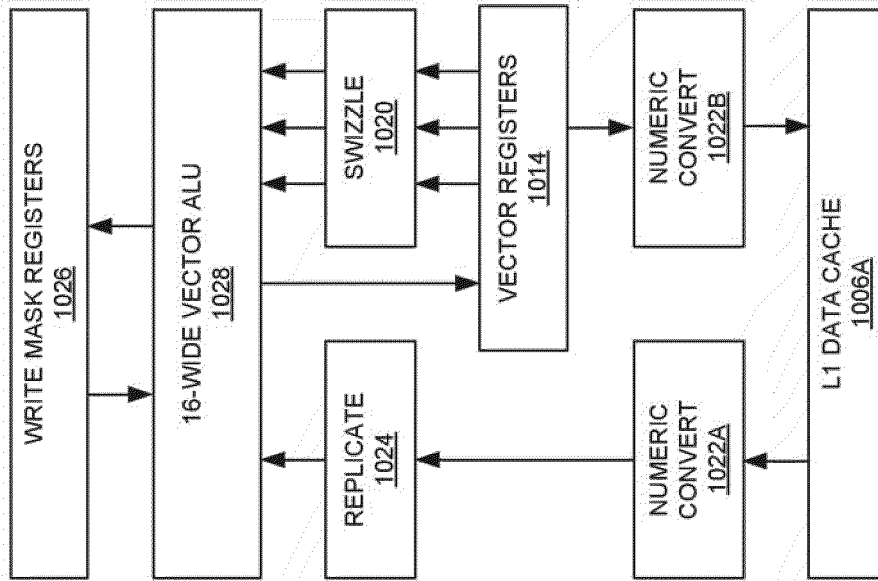 WRITE MASK REGISTERS
1026
16-WIDE VECTOR ALU
1028
REPLICATE
1024
SWIZZLE
1020
VECTOR REGISTERS
1014
NUMERIC
CONVERT
1022A
NUMERIC
CONVERT
1022B
L1 DATA CACHE
1006A